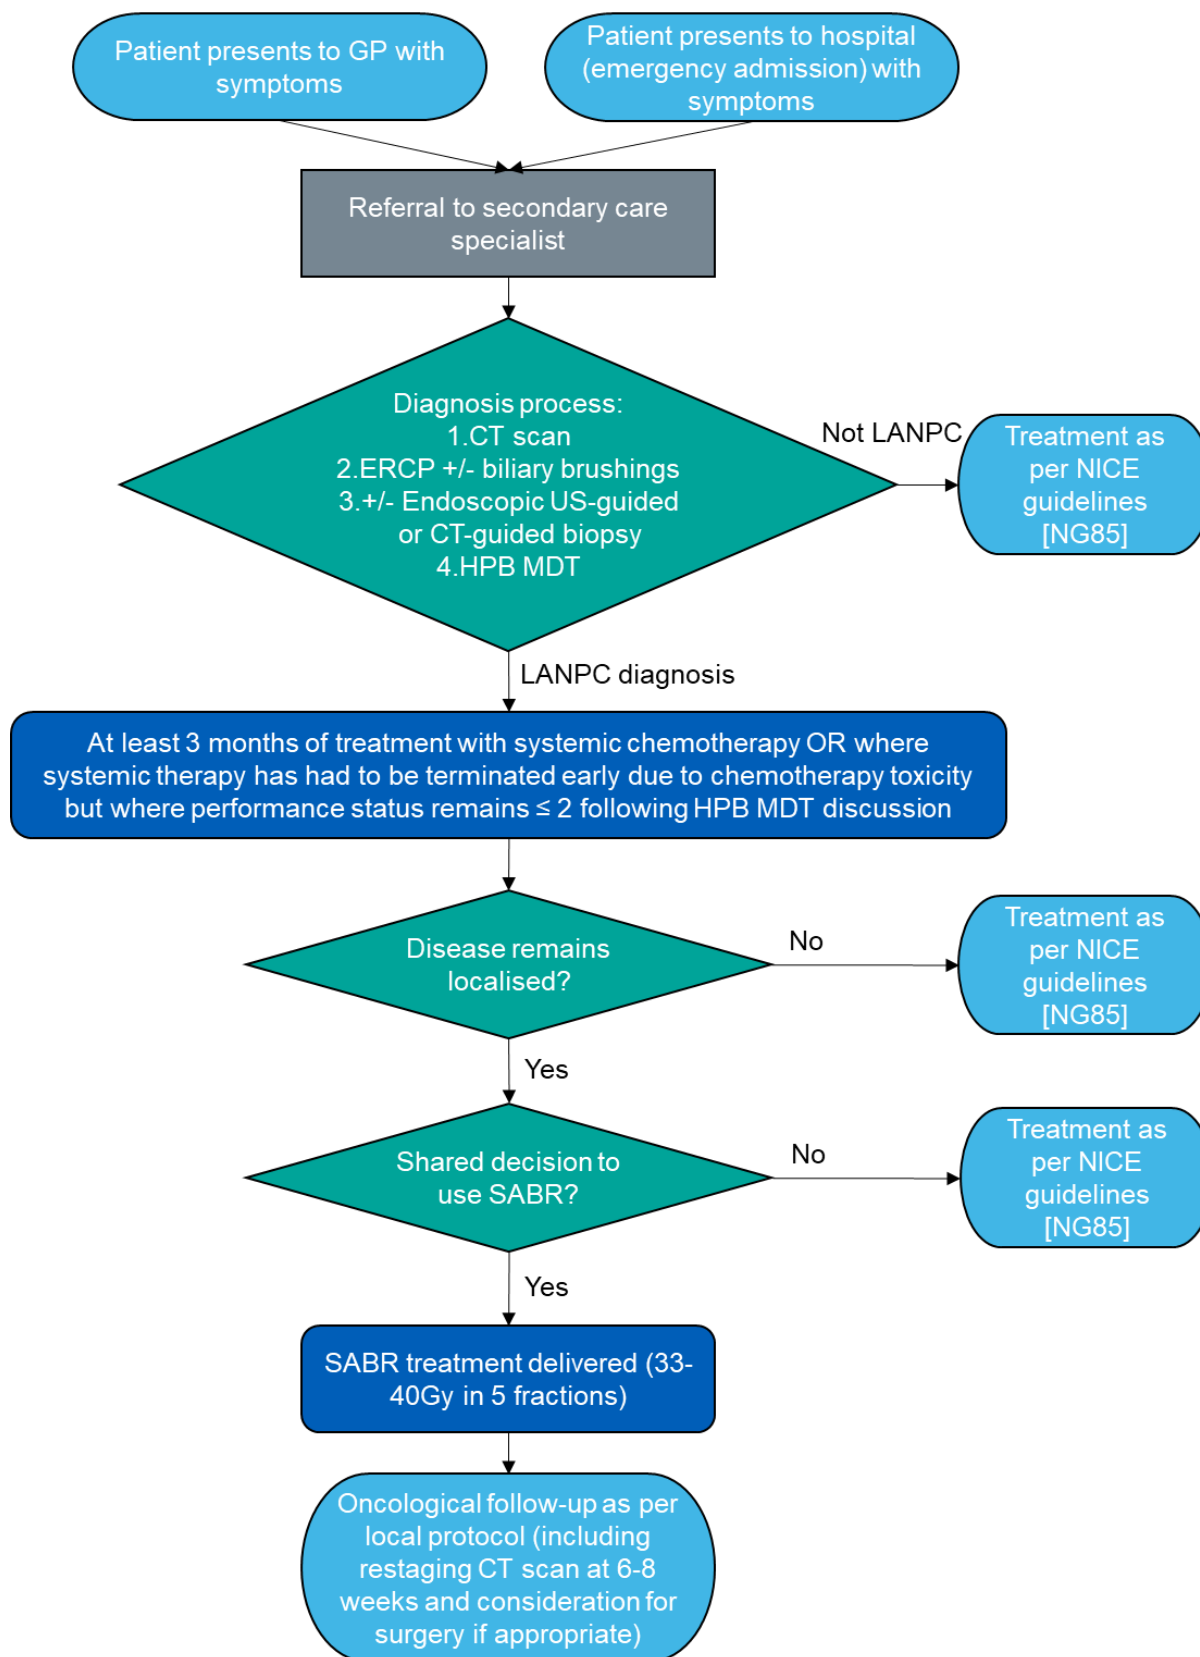 Patient presents to GP with
symptoms
Patient presents to hospital
(emergency admission) with
symptoms
Referral to secondary care
specialist
Diagnosis process:
1.CT scan
2.ERCP +/- biliary brushings
3.+/- Endoscopic US-guided
or CT-guided biopsy
4.HPB MDT
Not LANPC
Treatment as
per NICE
guidelines
[NG85]
LANPC diagnosis
At least 3 months of treatment with systemic chemotherapy OR where
systemic therapy has had to be terminated early due to chemotherapy toxicity
but where performance status remains ≤ 2 following HPB MDT discussion
Disease remains
localised?
No
Treatment as
per NICE
guidelines
[NG85]
Yes
Shared decision to
use SABR?
No
Treatment as
per NICE
guidelines
[NG85]
Yes
SABR treatment delivered (33-
40Gy in 5 fractions)
Oncological follow-up as per
local protocol (including
restaging CT scan at 6-8
weeks and consideration for
surgery if appropriate)